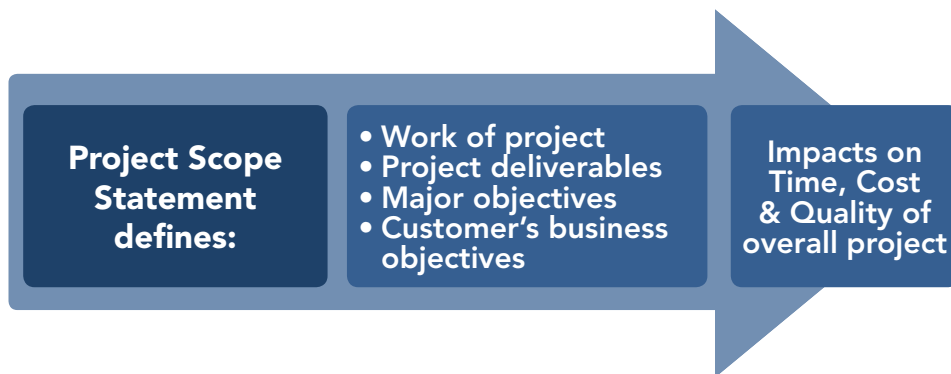 Project Scope
Statement
defines:
• Work of project
• Project deliverables
• Major objectives
• Customer’s business
objectives
Impacts on
Time, Cost
& Quality of
overall project